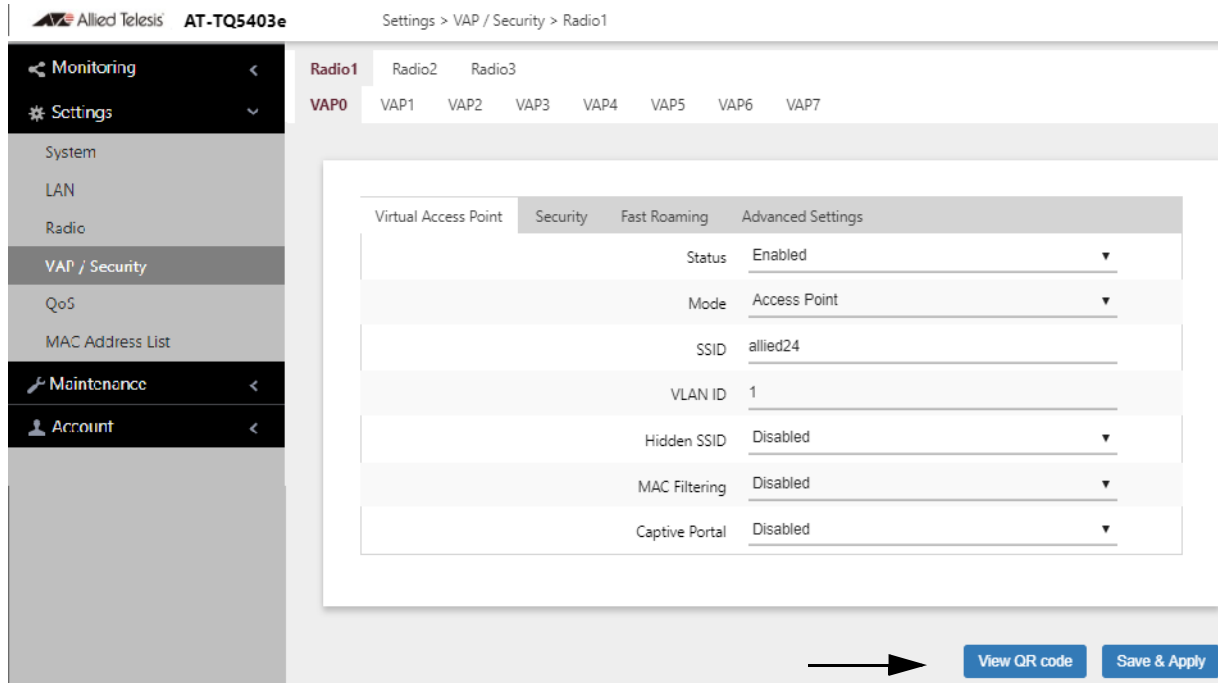 Allied Telesis AT-TQ5403e
Settings > VAP / Security > Radio1
Monitoring
Settings
System
LAN
Radio
VAP / Security
QoS
MAC Address List
Maintenance
Account
Radio1 Radio2 Radio3
VAP0 VAP1 VAP2 VAP3 VAP4 VAP5 VAP6 VAP7
Virtual Access Point Security Fast Roaming Advanced Settings
Status Enabled
Mode Access Point
SSID allied24
VLAN ID 1
Hidden SSID Disabled
MAC Filtering Disabled
Captive Portal Disabled
View QR code Save & Apply